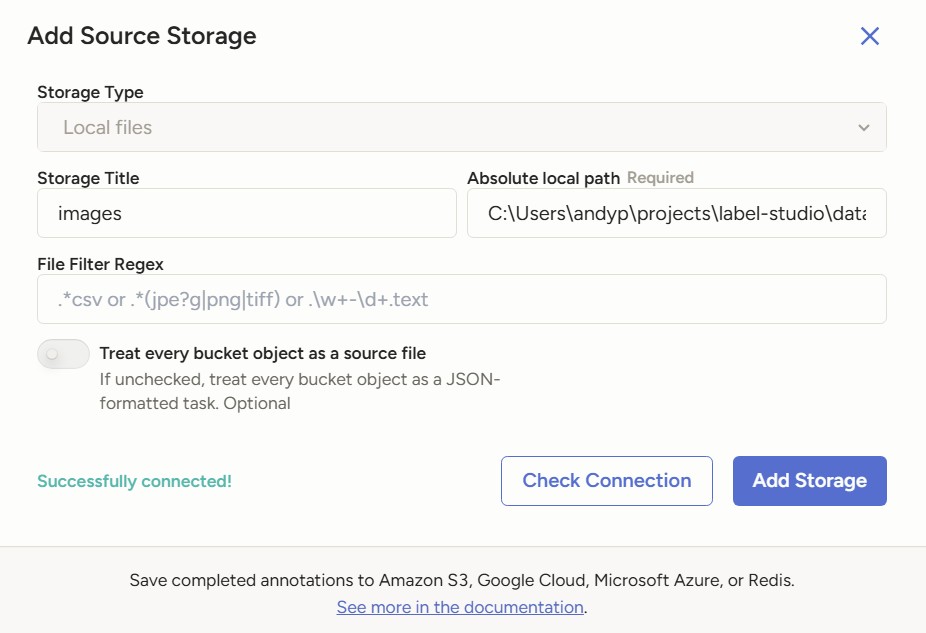 Add Source Storage
Storage Type
Local files
Storage Title
Absolute local path Required
images
C:\Users\andyp\projects\label-studio\data
File Filter Regex
.*csv or .*(jpe?g|png|tiff) or .\w+-\d+.text
Treat every bucket object as a source file
If unchecked, treat every bucket object as a JSON-
formatted task. Optional
Successfully connected!
Check Connection
Add Storage
Save completed annotations to Amazon S3, Google Cloud, Microsoft Azure, or Redis.
See more in the documentation.